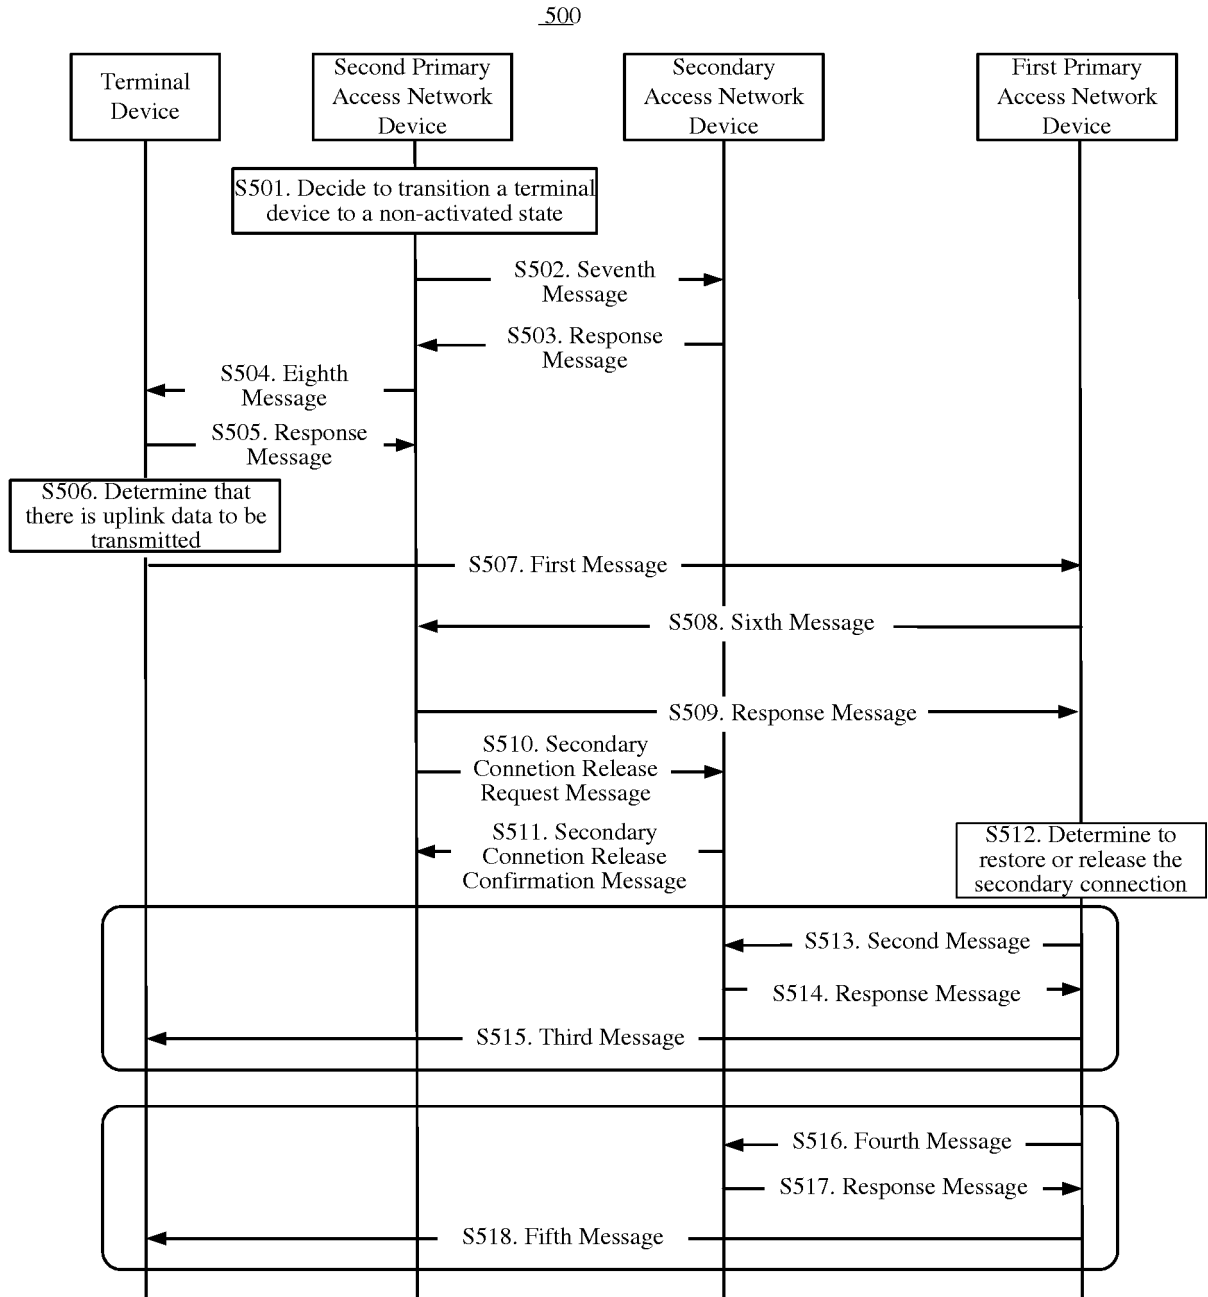 500
Terminal
Device
Second Primary
Access Network
Device
Secondary
Access Network
Device
First Primary
Access Network
Device
S501. Decide to transition a terminal
device to a non-activated state
S502. Seventh
Message
S503. Response
Message
S504. Eighth
Message
S505. Response
Message
S506. Determine that
there is uplink data to be
transmitted
S507. First Message
S508. Sixth Message
S509. Response Message
S510. Secondary
Connetion Release
Request Message
S511. Secondary
Connetion Release
Confirmation Message
S512. Determine to
restore or release the
secondary connection
S513. Second Message
S514. Response Message
S515. Third Message
S516. Fourth Message
S517. Response Message
S518. Fifth Message